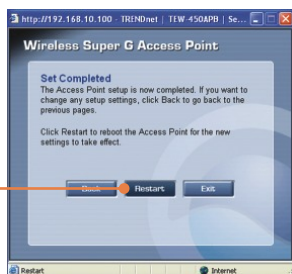 http://192.168.10.100 - TRENDnet | TEW-450APB | Se...
Wireless Super G Access Point
Set Completed
The Access Point setup is now completed. If you want to
change any setup settings, click Back to go back to the
previous pages.
Click Restart to reboot the Access Point for the new
settings to take effect.
Back Restart Exit
Restart Internet